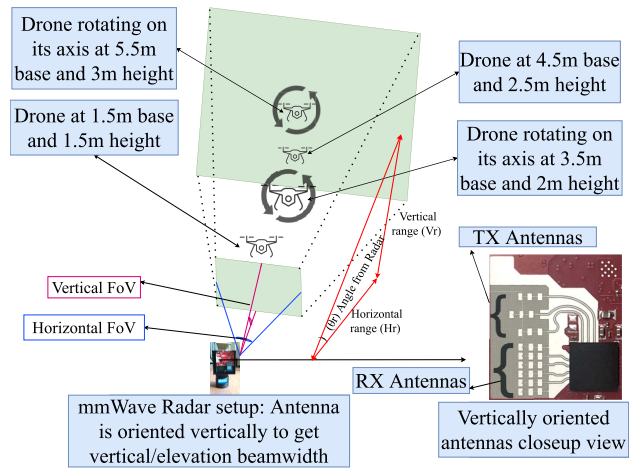 Drone rotating on
its axis at 5.5m
base and 3m height
Drone at 4.5m base
and 2.5m height
Drone at 1.5m base
and 1.5m height
Drone rotating on
its axis at 3.5m
base and 2m height
Vertical
range (Vr)
TX Antennas
(θr) Angle from Radar
Vertical FoV
Horizontal
range (Hr)
Horizontal FoV
RX Antennas
mmWave Radar setup: Antenna
is oriented vertically to get
vertical/elevation beamwidth
Vertically oriented
antennas closeup view